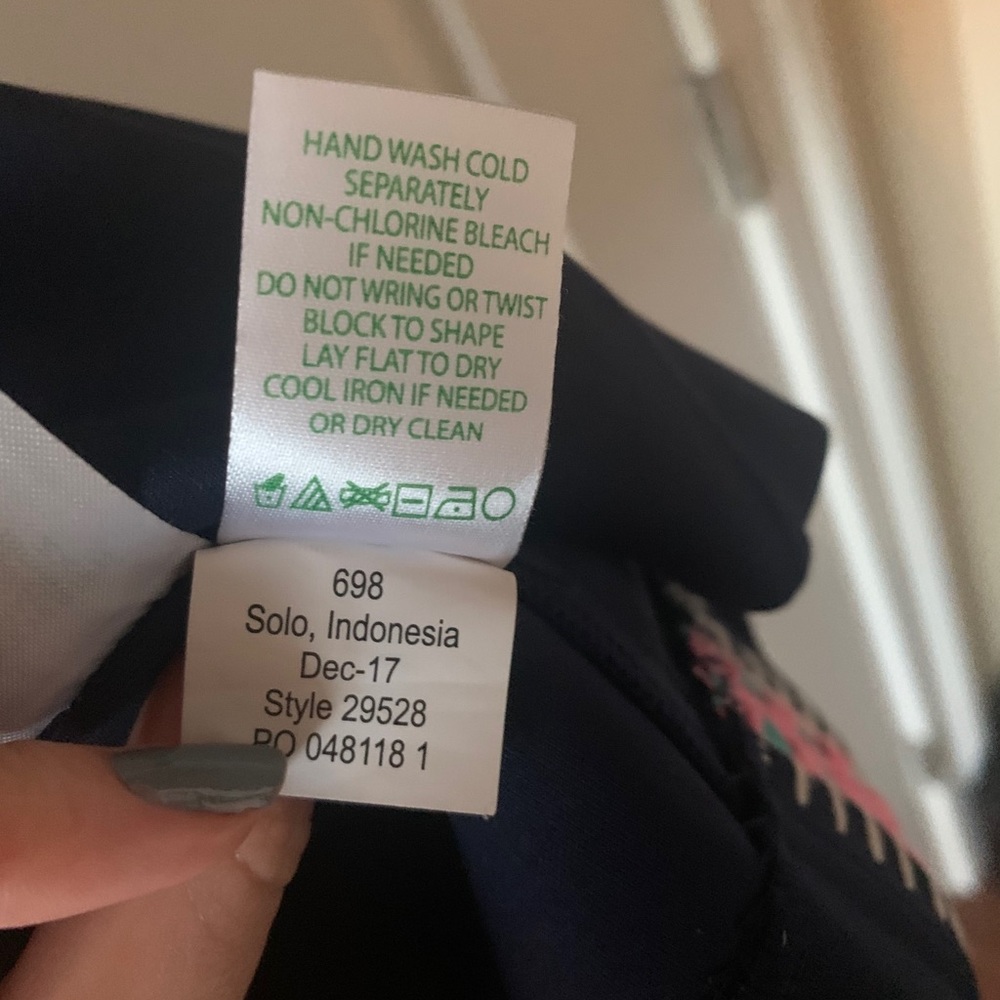 HAND WASH COLD
SEPARATELY
NON-CHLORINE BLEACH
IF NEEDED
DO NOT WRING OR TWIST
BLOCK TO SHAPE
LAY FLAT TO DRY
COOL IRON IF NEEDED
OR DRY CLEAN
698
Solo, Indonesia
Dec-17
Style 29528
PO 048118 1